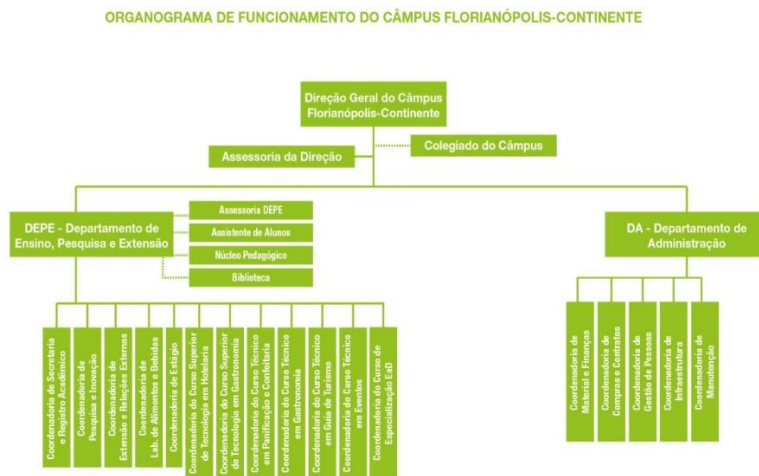 ORGANOGRAMA DE FUNCIONAMENTO DO CÂMPUS FLORIANÓPOLIS-CONTINENTE
Direção Geral do Câmpus
Florianópolis-Continente
Colegiado do Câmpus
Assessoria da Direção
DEPE - Departamento de
Ensino, Pesquisa e Extensão
Assessoria DEPE
Assistente de Alunos
Núcleo Pedagógico
Biblioteca
DA - Departamento de
Administração
Coordenadoria de Secretaria
e Registro Acadêmico
Coordenadoria de
Pesquisa e Inovação
Coordenadoria de
Extensão e Relações Externas
Coordenadoria de
Lab. de Alimentos e Bebidas
Coordenadoria de Estágio
Coordenadoria do Curso Superior
de Tecnologia em Hotelaria
Coordenadoria do Curso Superior
de Tecnologia em Gastronomia
Coordenadoria do Curso Técnico
em Panificação e Confeitaria
Coordenadoria do Curso Técnico
em Gastronomia
Coordenadoria do Curso Técnico
em Guia de Turismo
Coordenadoria do Curso Técnico
em Eventos
Coordenadoria do Curso de
Especialização EaD
Coordenadoria de
Material e Finanças
Coordenadoria de
Compras e Contratos
Coordenadoria de
Gestão de Pessoas
Coordenadoria de
Infraestrutura
Coordenadoria de
Manutenção